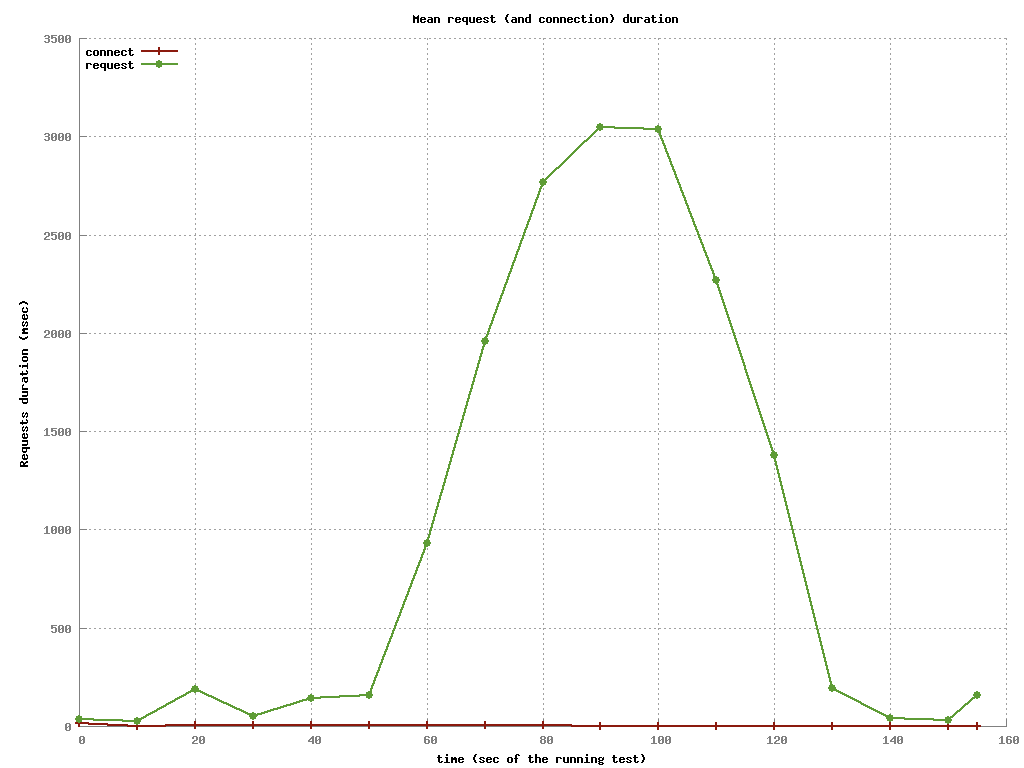 Mean request (and connection) duration
3500
connect
request
3000
2500
2000
1500
1000
500
0
Requests duration (msec)
0 20 40 60 80 100 120 140 160
time (sec of the running test)